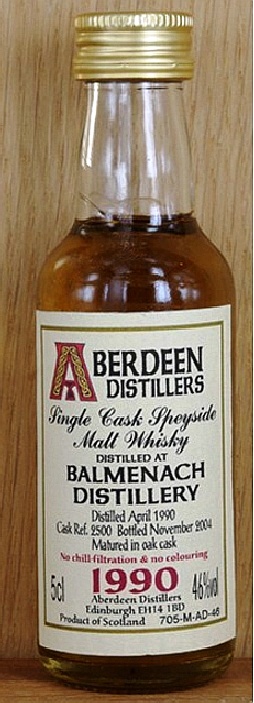 ABERDEEN
DISTILLERS
Single Cask Speyside
Malt Whisky
DISTILLED AT
BALMENACH
DISTILLERY
Distilled April 1990
Cask Ref. 2500 Bottled November 2004
Matured in oak cask
No chill-filtration & no colouring
5cl 1990 46%vol
Aberdeen Distillers
Edinburgh EH14 1BD
Product of Scotland 705-M-AD-46